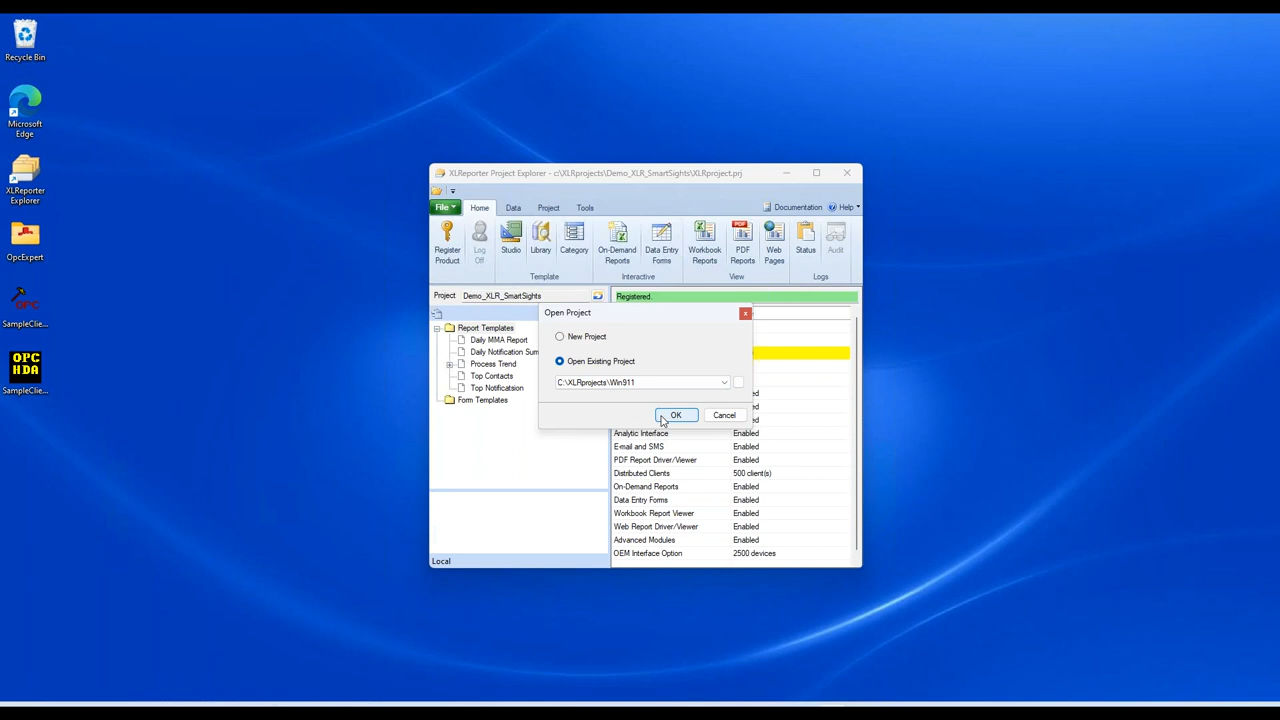 Recycle Bin
Microsoft
Edge
XLReporter
Explorer
OpcExpert
OPC
SampleClie...
OPC
HDA
SampleClie...
XLReporter Project Explorer - c:\XLRprojects\Demo_XLR_SmartSights\XLRproject.prj
File Home Data Project Tools Documentation Help
Register
Product
Log
Off
Studio
Library
Category
On-Demand
Reports
Data Entry
Forms
Workbook
Reports
PDF
PDF
Reports
Web
Pages
Status
Audit
Template Interactive View Logs
Project Demo_XLR_SmartSights
Registered.
Report Templates
Daily MMA Report
Daily Notification Sum
Process Trend
Top Contacts
Top Notificatsion
Form Templates
Local
Open Project
New Project
Open Existing Project
C:\XLRprojects\Win911
OK Cancel
Analytic Interface Enabled
E-mail and SMS Enabled
PDF Report Driver/Viewer Enabled
Distributed Clients 500 client(s)
On-Demand Reports Enabled
Data Entry Forms Enabled
Workbook Report Viewer Enabled
Web Report Driver/Viewer Enabled
Advanced Modules Enabled
OEM Interface Option 2500 devices